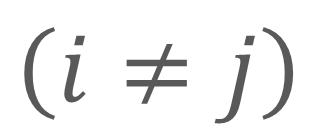 (i ≠ j)